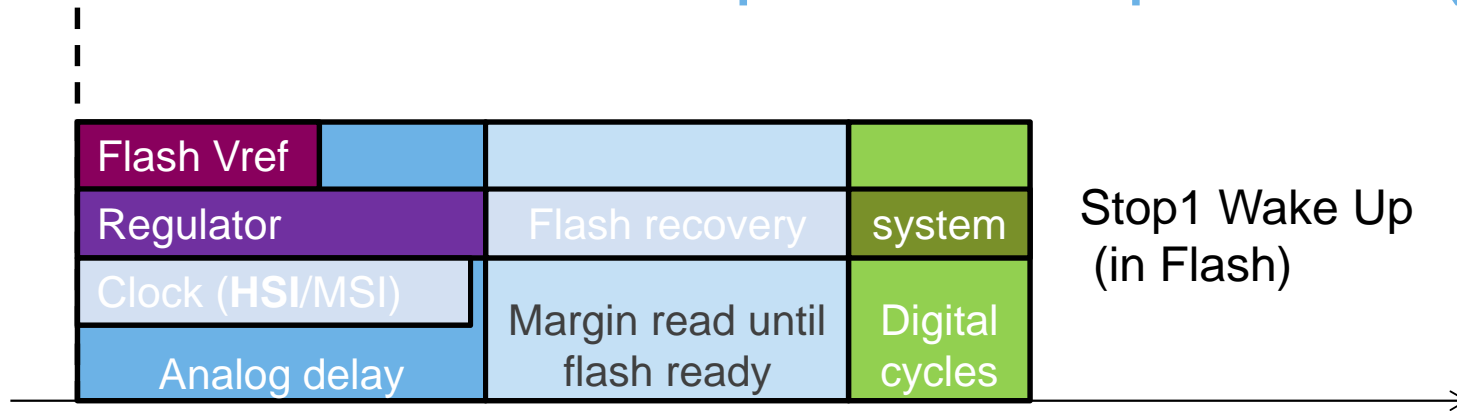 Flash Vref
Regulator
Flash recovery
system
Stop1 Wake Up
(in Flash)
Clock (HSI/MSI)
Margin read until
flash ready
Digital
cycles
Analog delay